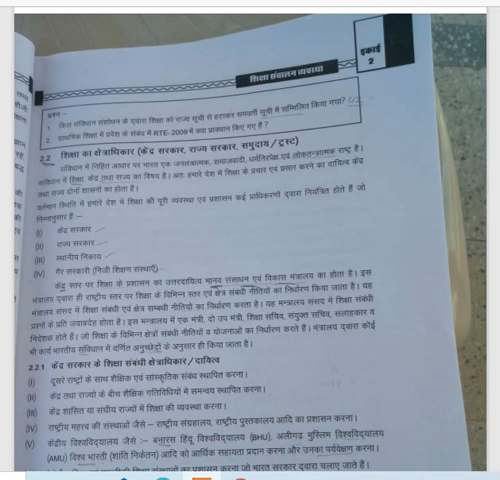 इकाई
2
शिक्षा संचालन व्यवस्था
प्रश्न :-
1. किस संविधान संशोधन के द्वारा शिक्षा को राज्य सूची से हटाकर समवर्ती सूची में सम्मिलित किया गया? 42
2. प्राथमिक शिक्षा में प्रवेश के संबंध में RTE-2009 में क्या प्रावधान किए गए हैं ?
2.2 शिक्षा का क्षेत्राधिकार (केंद्र सरकार, राज्य सरकार, समुदाय / ट्रस्ट)
संविधान में निहित आधार पर भारत एक जनतंत्रात्मक, समाजवादी, धर्मनिरपेक्ष एवं लोकतन्त्रात्मक राष्ट्र है।
संविधान में शिक्षा, केंद्र तथा राज्य का विषय है। अतः हमारे देश में शिक्षा के प्रचार एवं प्रसार करने का दायित्व केंद्र
तथा राज्य दोनों शासनों का होता है।
वर्तमान स्थिति में हमारे देश में शिक्षा की पूरी व्यवस्था एवं प्रशासन कई प्राधिकरणों द्वारा नियंत्रित होते हैं जो
निम्नानुसार हैं :-
(I) केंद्र सरकार
(II) राज्य सरकार
(III) स्थानीय निकाय
(IV) गैर सरकारी (निजी शिक्षण संस्थाएँ)
केंद्र स्तर पर शिक्षा के प्रशासन का उत्तरदायित्व मानव संसाधन एवं विकास मंत्रालय का होता है। इस
मंत्रालय द्वारा ही राष्ट्रीय स्तर पर शिक्षा के विभिन्न स्तर एवं क्षेत्र संबंधी नीतियों का निर्धारण किया जाता है। यह
मंत्रालय संसद में शिक्षा संबंधी एवं क्षेत्र सम्बधी नीतियों का निर्धारण करता है। यह मन्त्रालय संसद में शिक्षा संबंधी
प्रश्नों के प्रति जवाबदेह होता है। इस मन्त्रालय में एक मंत्री, दो उप मंत्री, शिक्षा सचिव, संयुक्त सचिव, सलाहकार व
निदेशक होते हैं। जो शिक्षा के विभिन्न क्षेत्रों संबंधी नीतियों व योजनाओं का निर्धारण करते हैं। मंत्रालय द्वारा कोई
भी कार्य भारतीय संविधान में वर्णित अनुच्छेदों के अनुसार ही किया जाता है।
2.2.1 केंद्र सरकार के शिक्षा संबंधी क्षेत्राधिकार / दायित्व
(I) दूसरे राष्ट्रों के साथ शैक्षिक एवं सांस्कृतिक संबंध स्थापित करना।
(II) केंद्र तथा राज्यों के बीच शैक्षिक गतिविधियों में समन्वय स्थापित करना।
(III) केंद्र शासित या संघीय राज्यों में शिक्षा की व्यवस्था करना।
(IV) राष्ट्रीय महत्त्व की संस्थाओं जैसे – राष्ट्रीय संग्रहालय, राष्ट्रीय पुस्तकालय आदि का प्रशासन करना।
(V) केंद्रीय विश्वविद्यालय जैसे :– बनारस हिंदू विश्वविद्यालय (BHU), अलीगढ़ मुस्लिम विश्वविद्यालय
(AMU) विश्व भारती (शांति निकेतन) आदि को आर्थिक सहायता प्रदान करना और उनका पर्यवेक्षण करना।
संस्थानों का प्रशासन करना जो भारत सरकार द्वारा चलाए जाते हैं।